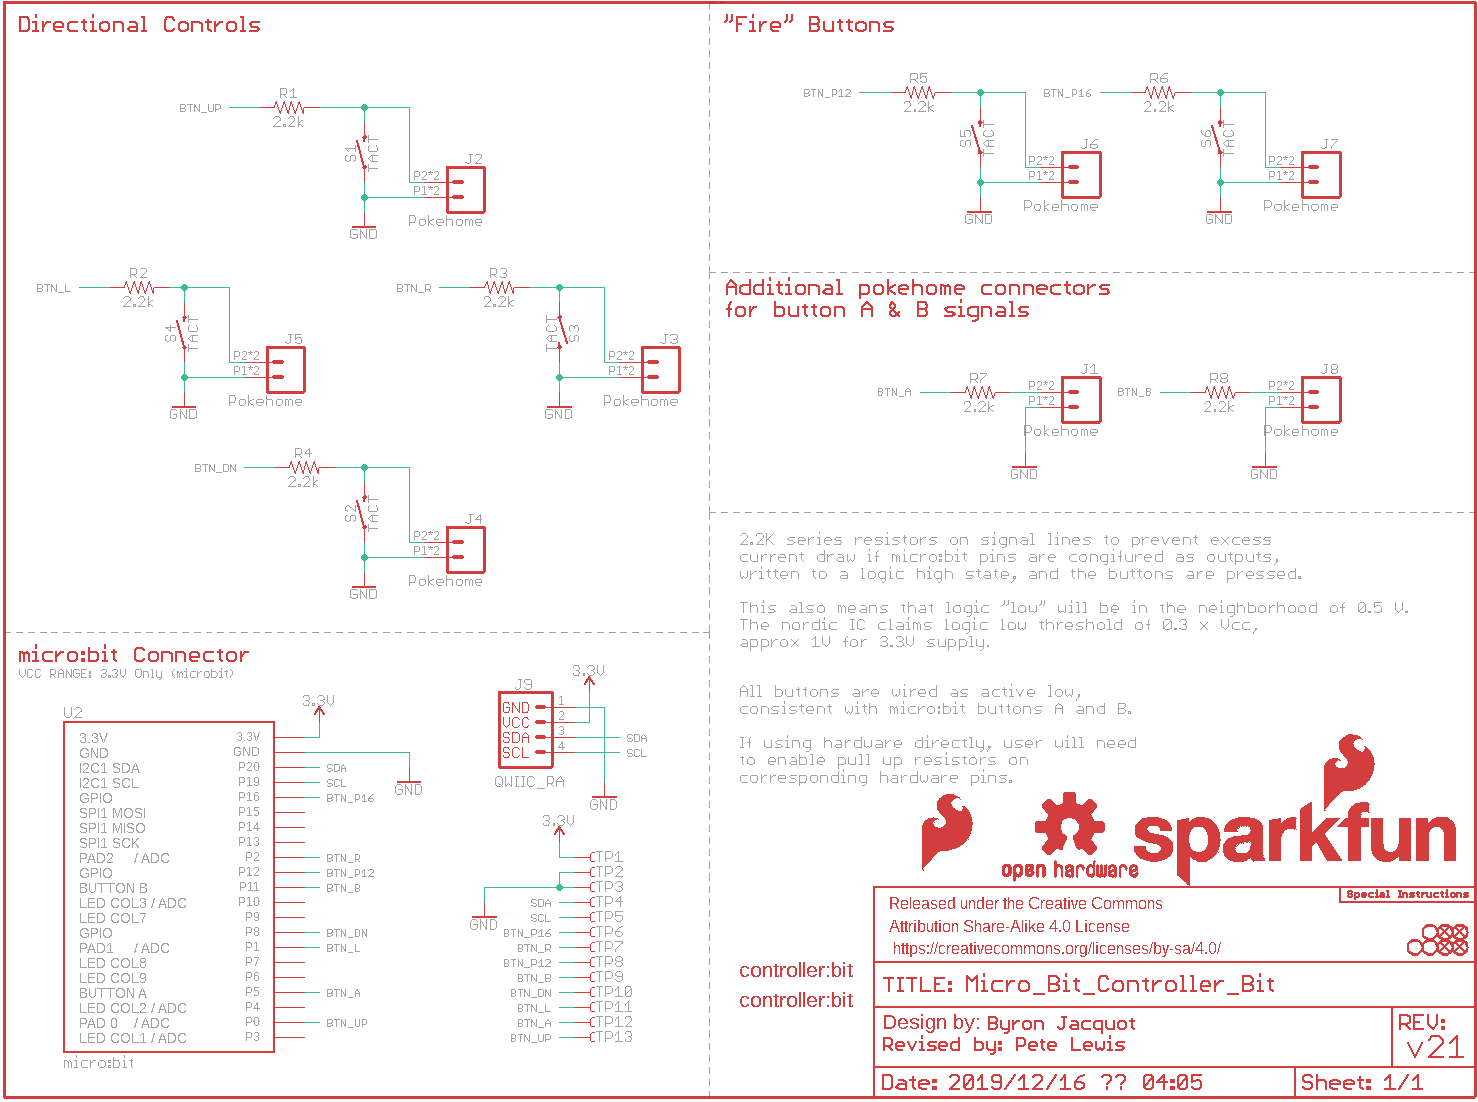 Directional Controls
BTN_UP
R1
2.2k
S1
TACT
P2*2
P1*2
J2
Pokehome
GND
BTN_L
R2
2.2k
S4
TACT
P2*2
P1*2
J5
Pokehome
GND
BTN_R
R3
2.2k
TACT
S3
P2*2
P1*2
J3
Pokehome
GND
BTN_DN
R4
2.2k
S2
TACT
P2*2
P1*2
J4
Pokehome
GND
"Fire" Buttons
BTN_P12
R5
2.2k
S5
TACT
P2*2
P1*2
J6
Pokehome
GND
BTN_P16
R6
2.2k
S6
TACT
P2*2
P1*2
J7
Pokehome
GND
Additional pokehome connectors
for button A & B signals
BTN_A
R7
2.2k
P2*2
P1*2
J1
Pokehome
GND
BTN_B
R8
2.2k
P2*2
P1*2
J8
Pokehome
GND
2.2K series resistors on signal lines to prevent excess
current draw if micro:bit pins are congifured as outputs,
written to a logic high state, and the buttons are pressed.
This also means that logic "low" will be in the neighborhood of 0.5 V.
The nordic IC claims logic low threshold of 0.3 x Vcc,
approx 1V for 3.3V supply.
All buttons are wired as active low,
consistent with micro:bit buttons A and B.
If using hardware directly, user will need
to enable pull up resistors on
corresponding hardware pins.
micro:bit Connector
VCC RANGE: 3.3V Only (microbit)
U2
3.3V
3.3V 3.3V
GND GND
GND
I2C1 SDA P20 SDA
I2C1 SCL P19 SCL
GPIO P16 BTN_P16
SPI1 MOSI P15
SPI1 MISO P14
SPI1 SCK P13
PAD2 / ADC P2 BTN_R
GPIO P12 BTN_P12
BUTTON B P11 BTN_B
LED COL3 / ADC P10
LED COL7 P9
GPIO P8 BTN_DN
PAD1 / ADC P1 BTN_L
LED COL8 P7
LED COL9 P6
BUTTON A P5 BTN_A
LED COL2 / ADC P4
PAD 0 / ADC P0 BTN_UP
LED COL1 / ADC P3
micro:bit
J9
3.3V
GND 1
VCC 2
SDA 3 SDA
SCL 4 SCL
QWIIC_RA
GND
3.3V
TP1
TP2
TP3
GND
SDA TP4
SCL TP5
BTN_P16 TP6
BTN_R TP7
BTN_P12 TP8
BTN_B TP9
BTN_DN TP10
BTN_L TP11
BTN_A TP12
BTN_UP TP13
open hardware
sparkfun
controller:bit
controller:bit
Released under the Creative Commons
Attribution Share-Alike 4.0 License
https://creativecommons.org/licenses/by-sa/4.0/
Special Instructions
TITLE: Micro_Bit_Controller_Bit
Design by: Byron Jacquot
Revised by: Pete Lewis
REV:
v21
Date: 2019/12/16 ?? 04:05
Sheet: 1/1